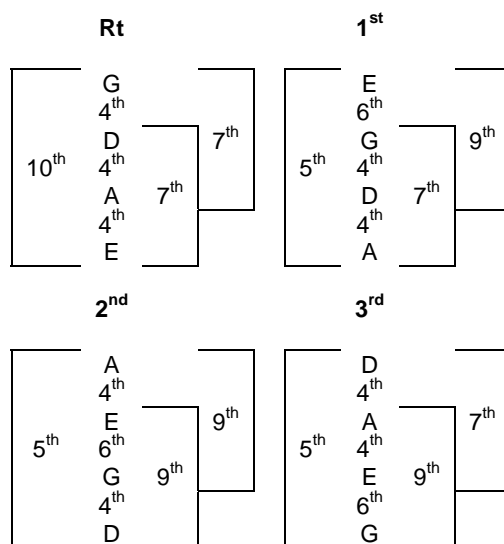 Rt
G
4th
D 7th
10th 4th
A 7th
4th
E
1st
E
6th
G 9th
5th 4th
D 7th
4th
A
2nd
A
4th
E 9th
5th 6th
G 9th
4th
D
3rd
D
4th
A 7th
5th 4th
E 9th
6th
G